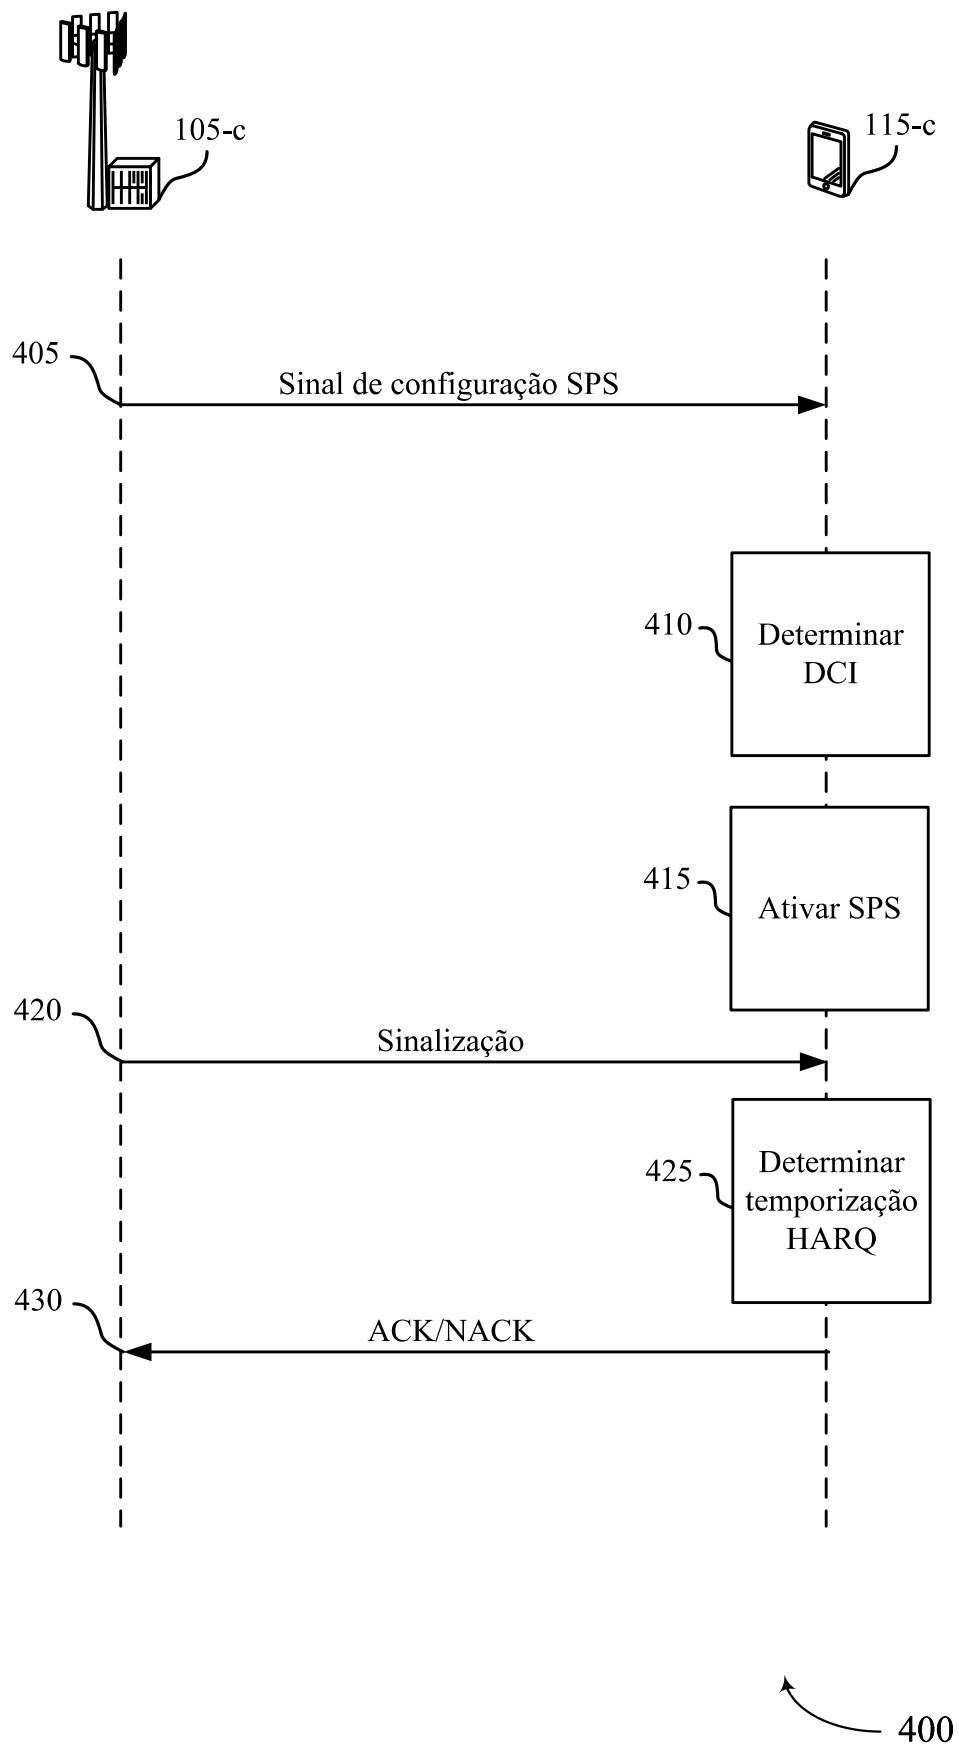 105-c
115-c
405
Sinal de configuração SPS
410
Determinar
DCI
415
Ativar SPS
420
Sinalização
425
Determinar
temporização
HARQ
430
ACK/NACK
400